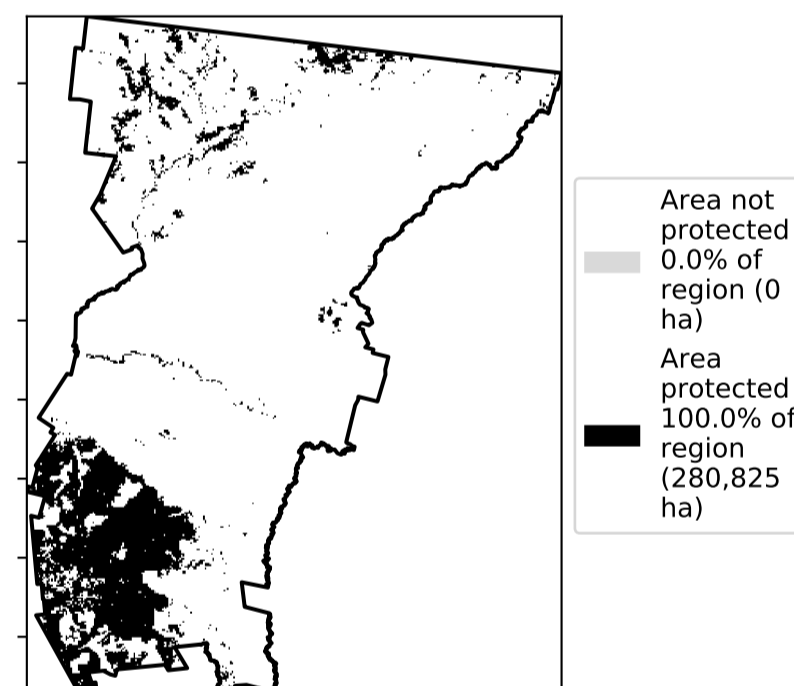 Area not
protected
0.0% of
region (0
ha)
Area
protected
100.0% of
region
(280,825
ha)